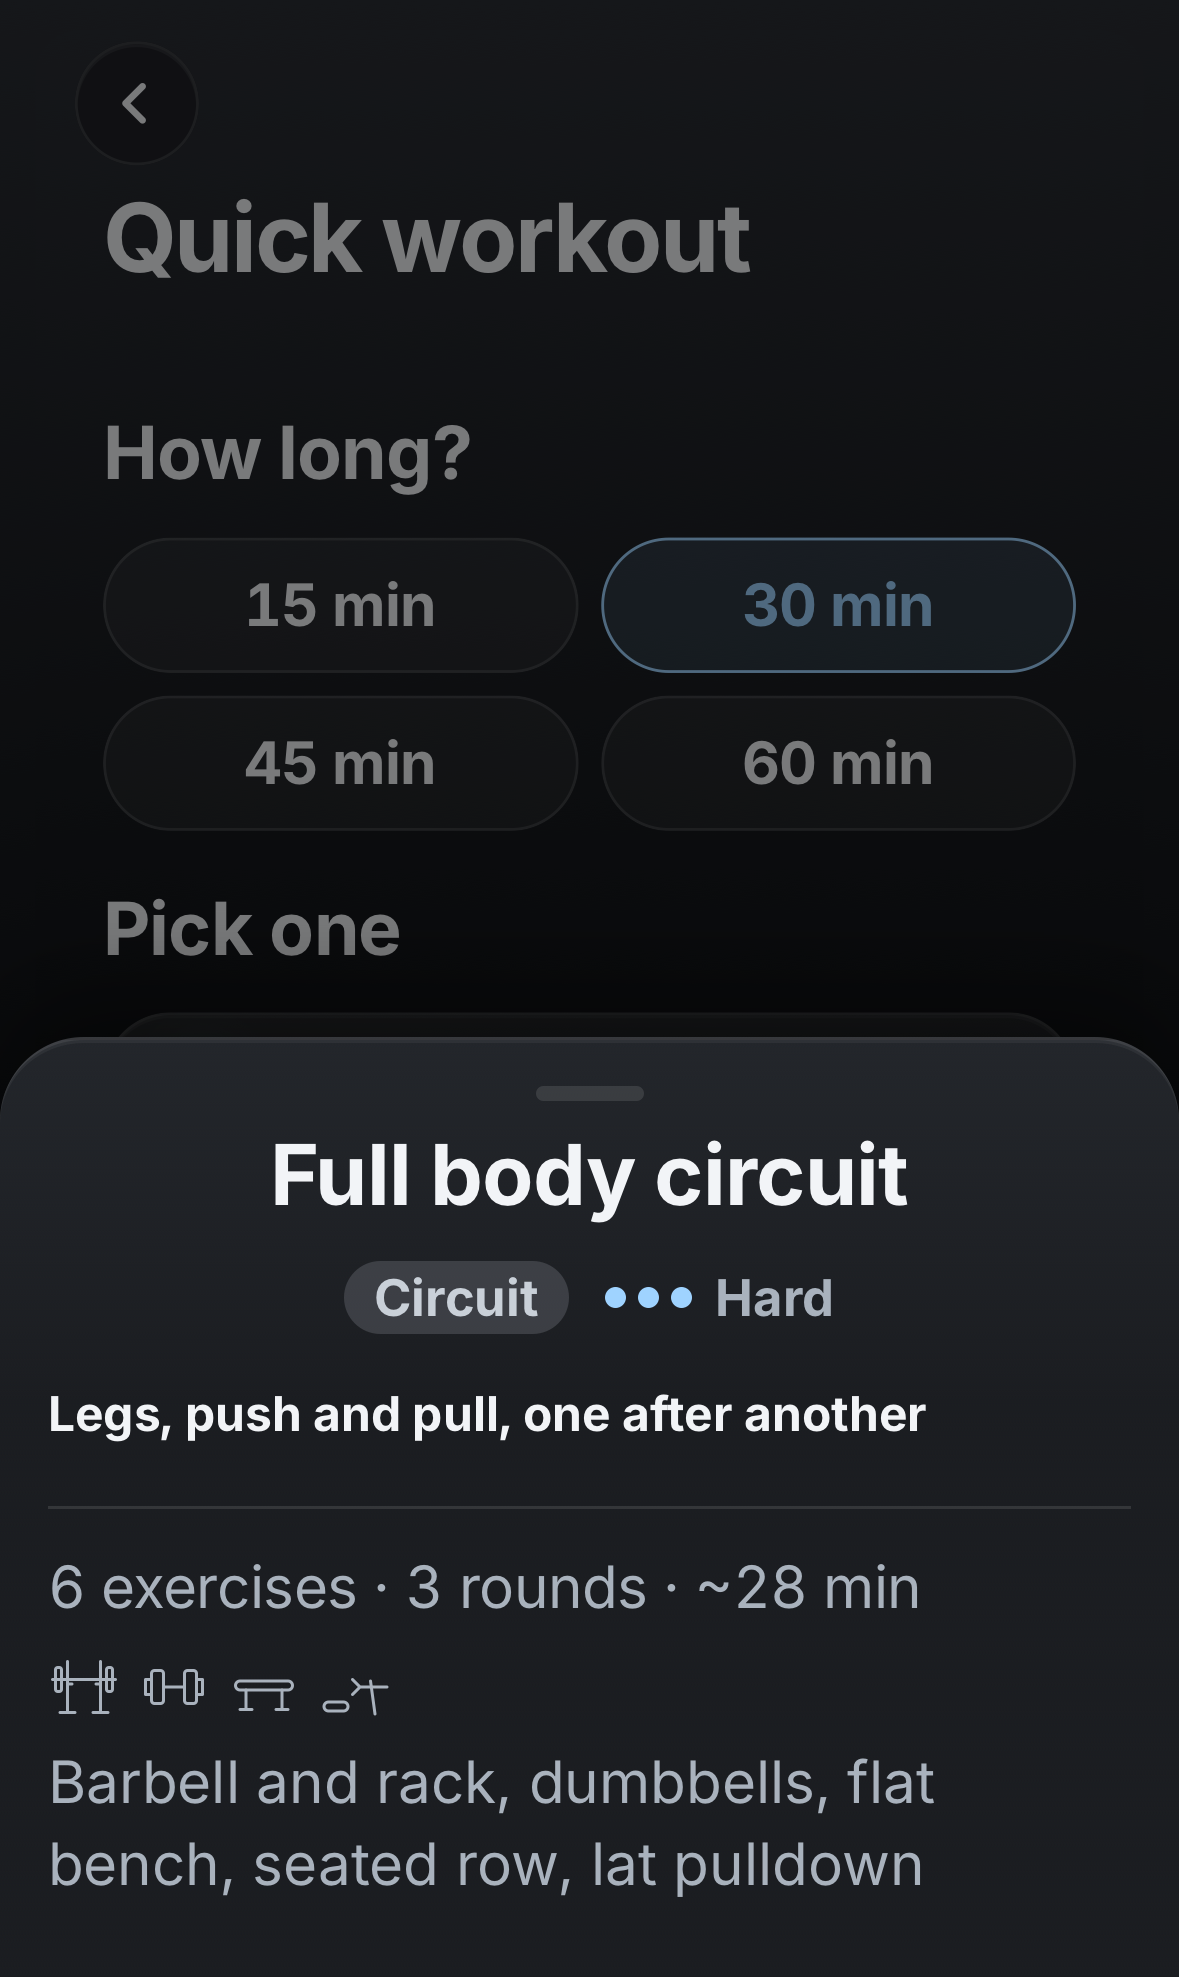 Quick workout
How long?
15 min
30 min
45 min
60 min
Pick one
Full body circuit
Circuit
Hard
Legs, push and pull, one after another
6 exercises · 3 rounds · ~28 min
Barbell and rack, dumbbells, flat
bench, seated row, lat pulldown